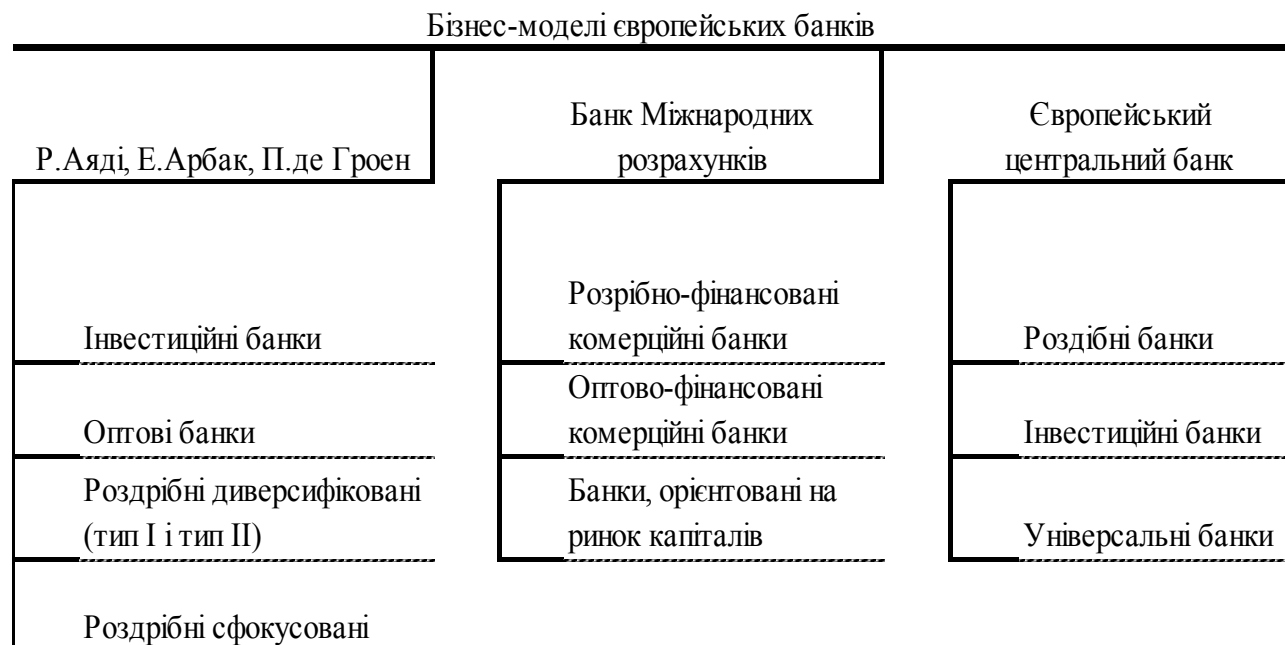 Бізнес-моделі європейських банків
Р.Аяді, Е.Арбак, П.де Гроен
Інвестиційні банки
Оптові банки
Роздрібні диверсифіковані
(тип I і тип II)
Роздрібні сфокусовані
Банк Міжнародних
розрахунків
Розрібно-фінансовані
комерційні банки
Оптово-фінансовані
комерційні банки
Банки, орієнтовані на
ринок капіталів
Європейський
центральний банк
Роздібні банки
Інвестиційні банки
Універсальні банки